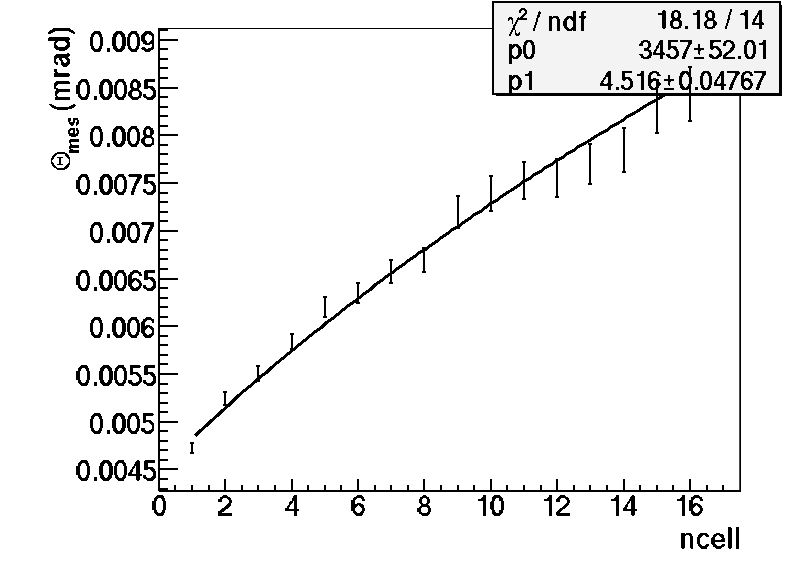 χ² / ndf 18.18 / 14
p0 3457±52.01
p1 4.516±0.04767
Θmes (mrad)
0.009
0.0085
0.008
0.0075
0.007
0.0065
0.006
0.0055
0.005
0.0045
0 2 4 6 8 10 12 14 16
ncell